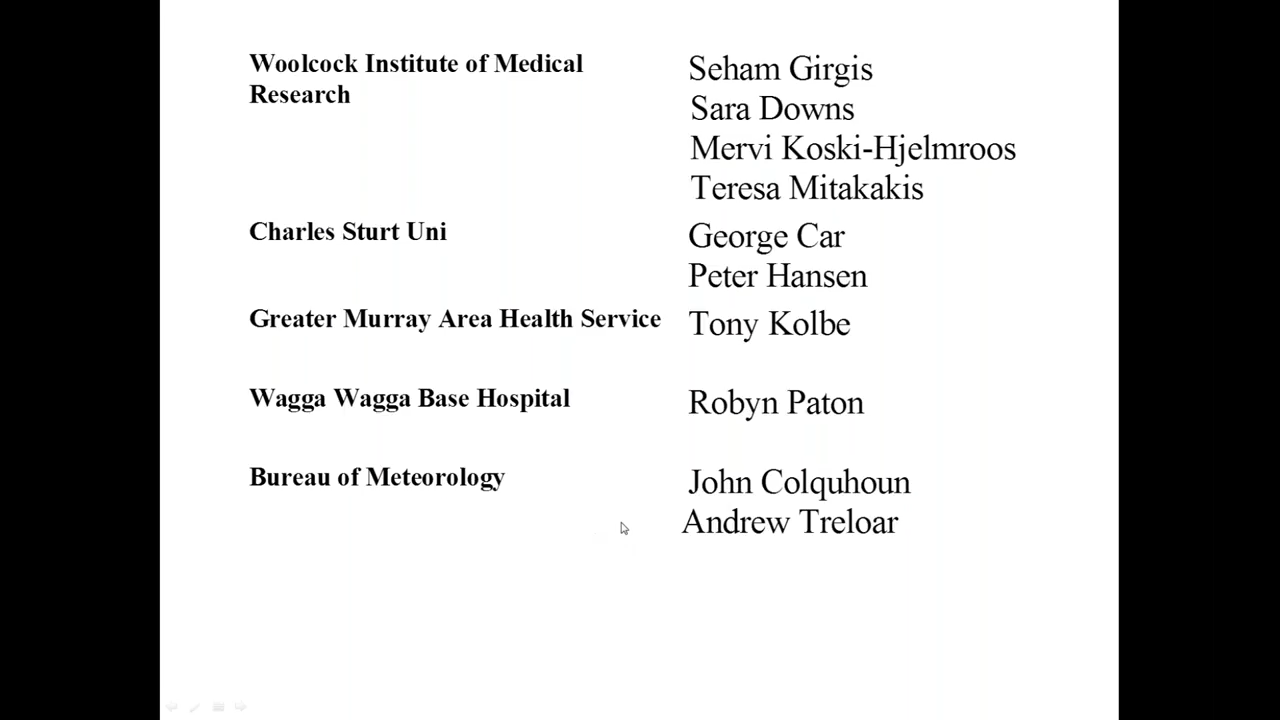 Woolcock Institute of Medical
Research
Seham Girgis
Sara Downs
Mervi Koski-Hjelmroos
Teresa Mitakakis
Charles Sturt Uni
George Car
Peter Hansen
Greater Murray Area Health Service
Tony Kolbe
Wagga Wagga Base Hospital
Robyn Paton
Bureau of Meteorology
John Colquhoun
Andrew Treloar